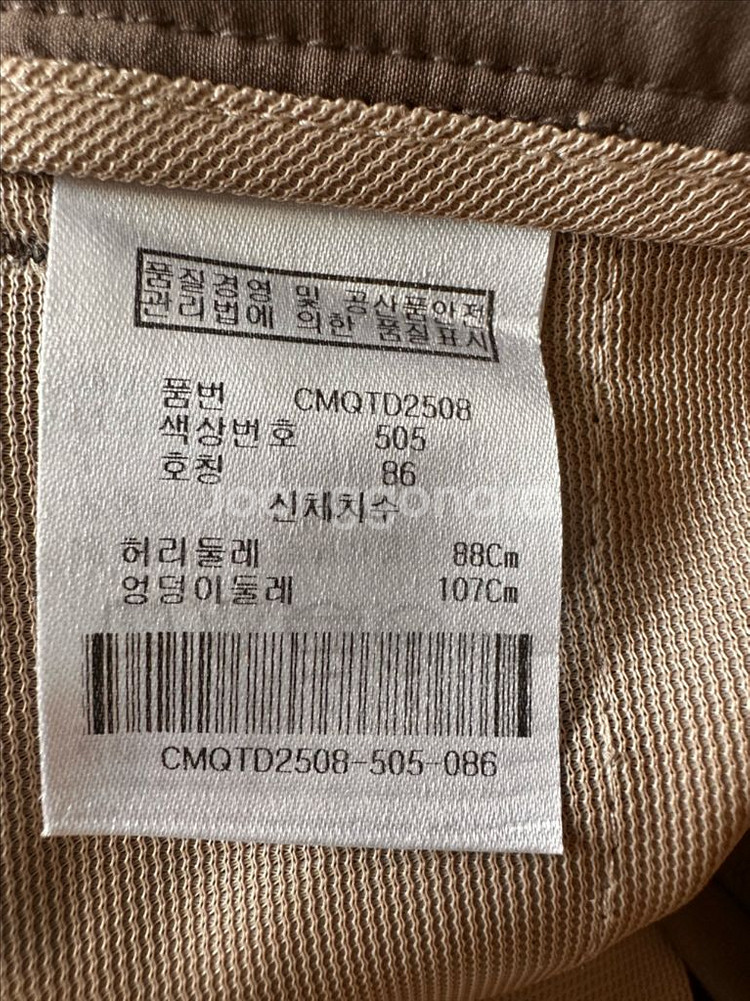 품질경영 및 공산품안전
관리법에 의한 품질표시
품번 CMQTD2508
색상번호 505
호칭 86
신체치수
허리둘레 88Cm
엉덩이둘레 107Cm
CMQTD2508-505-086